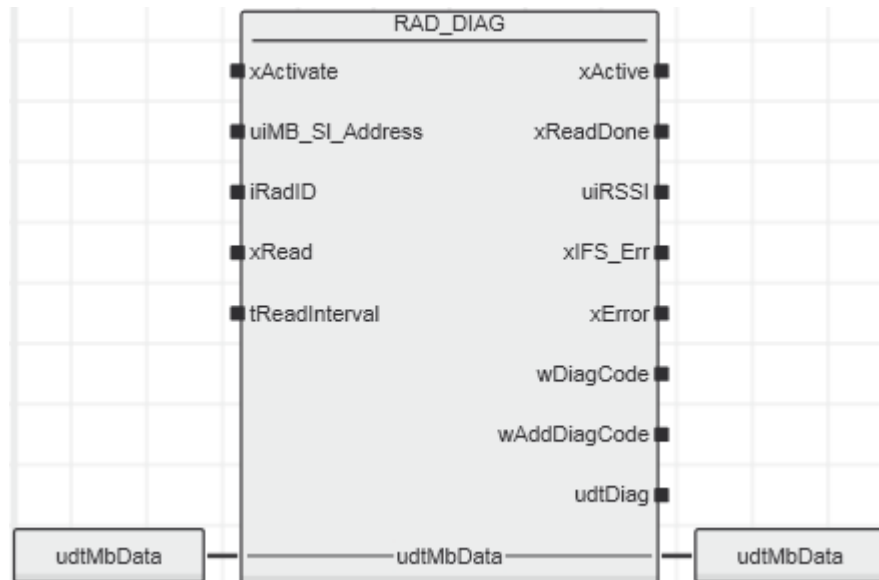 RAD_DIAG
xActivate xActive
uiMB_SI_Address xReadDone
iRadID uiRSSI
xRead xIFS_Err
tReadInterval xError
wDiagCode
wAddDiagCode
udtDiag
udtMbData udtMbData udtMbData